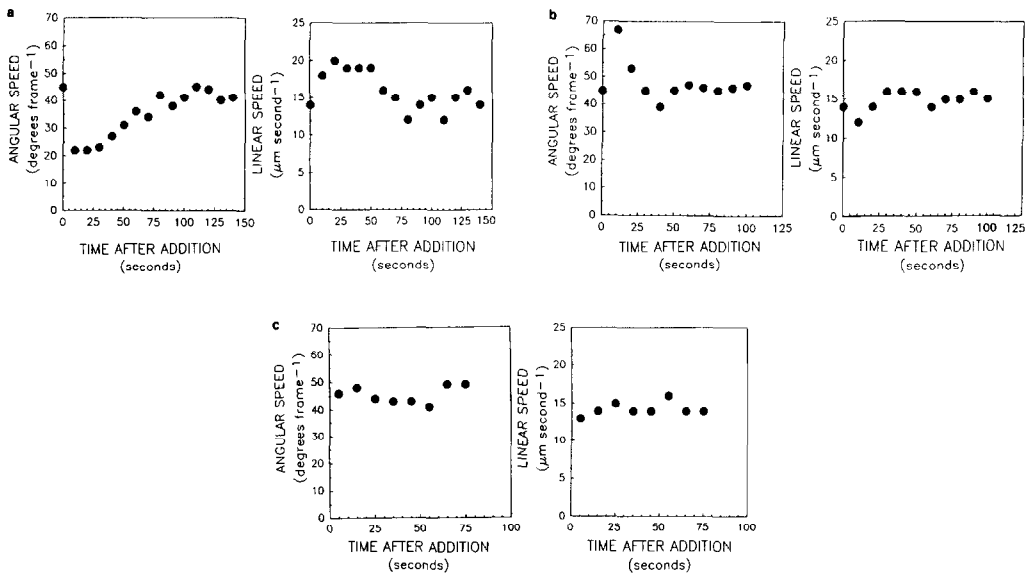 a
70
60
50
40
30
20
10
0
ANGULAR SPEED
(degrees frame−1)
0 25 50 75 100 125 150
TIME AFTER ADDITION
(seconds)
25
20
15
10
5
0
LINEAR SPEED
(μm second−1)
0 25 50 75 100 125 150
TIME AFTER ADDITION
(seconds)
b
70
60
50
40
30
20
10
0
ANGULAR SPEED
(degrees frame−1)
0 25 50 75 100 125
TIME AFTER ADDITION
(seconds)
25
20
15
10
5
0
LINEAR SPEED
(μm second−1)
0 25 50 75 100 125
TIME AFTER ADDITION
(seconds)
c
70
60
50
40
30
20
10
0
ANGULAR SPEED
(degrees frame−1)
0 25 50 75 100
TIME AFTER ADDITION
(seconds)
25
20
15
10
5
0
LINEAR SPEED
(μm second−1)
0 25 50 75 100
TIME AFTER ADDITION
(seconds)